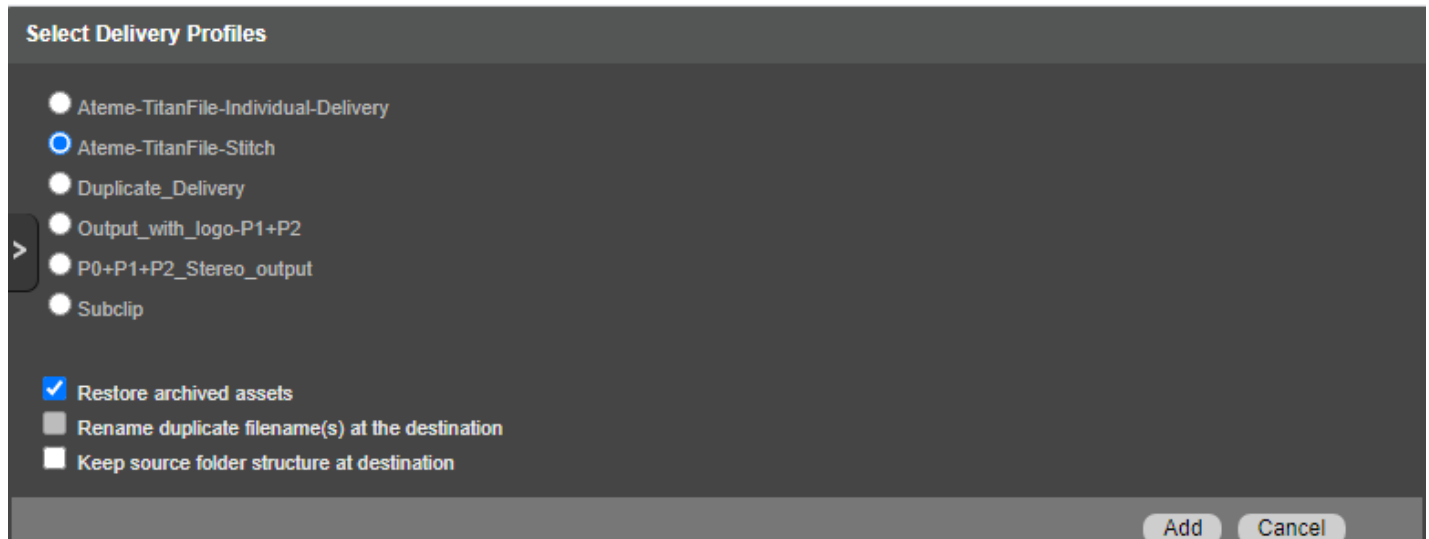 Select Delivery Profiles
Ateme-TitanFile-Individual-Delivery
Ateme-TitanFile-Stitch
Duplicate_Delivery
Output_with_logo-P1+P2
>
P0+P1+P2_Stereo_output
Subclip
Restore archived assets
Rename duplicate filename(s) at the destination
Keep source folder structure at destination
Add Cancel